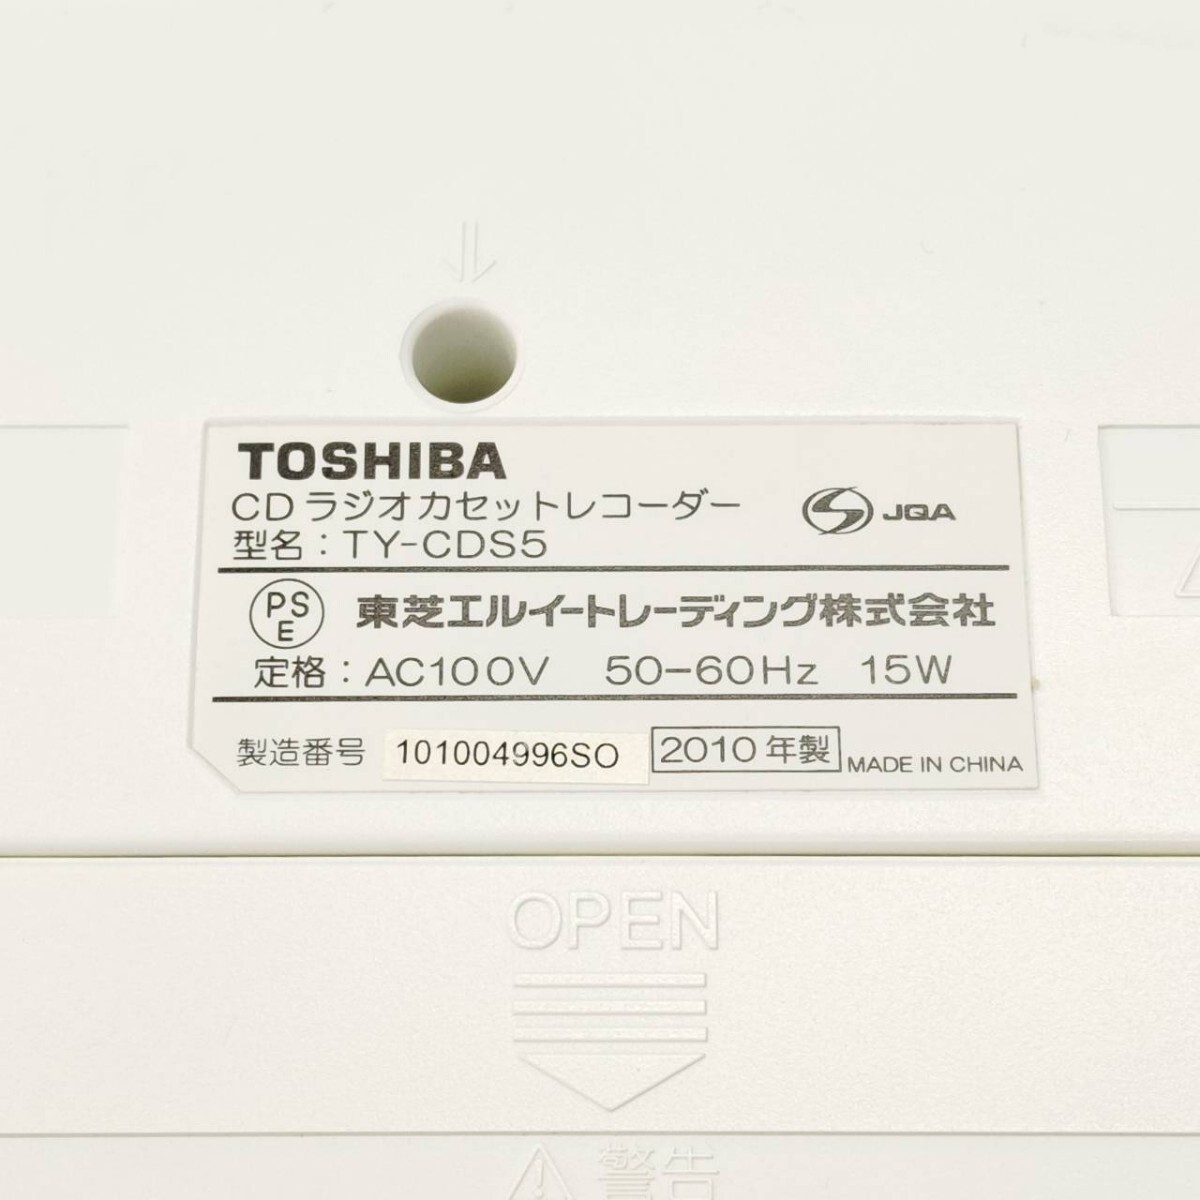 TOSHIBA
CDラジオカセットレコーダー
JQA
型名：TY-CDS5
PS
E
東芝エルイートレーディング株式会社
定格：AC100V 50-60Hz 15W
製造番号 101004996SO 2010年製 MADE IN CHINA
OPEN
警告